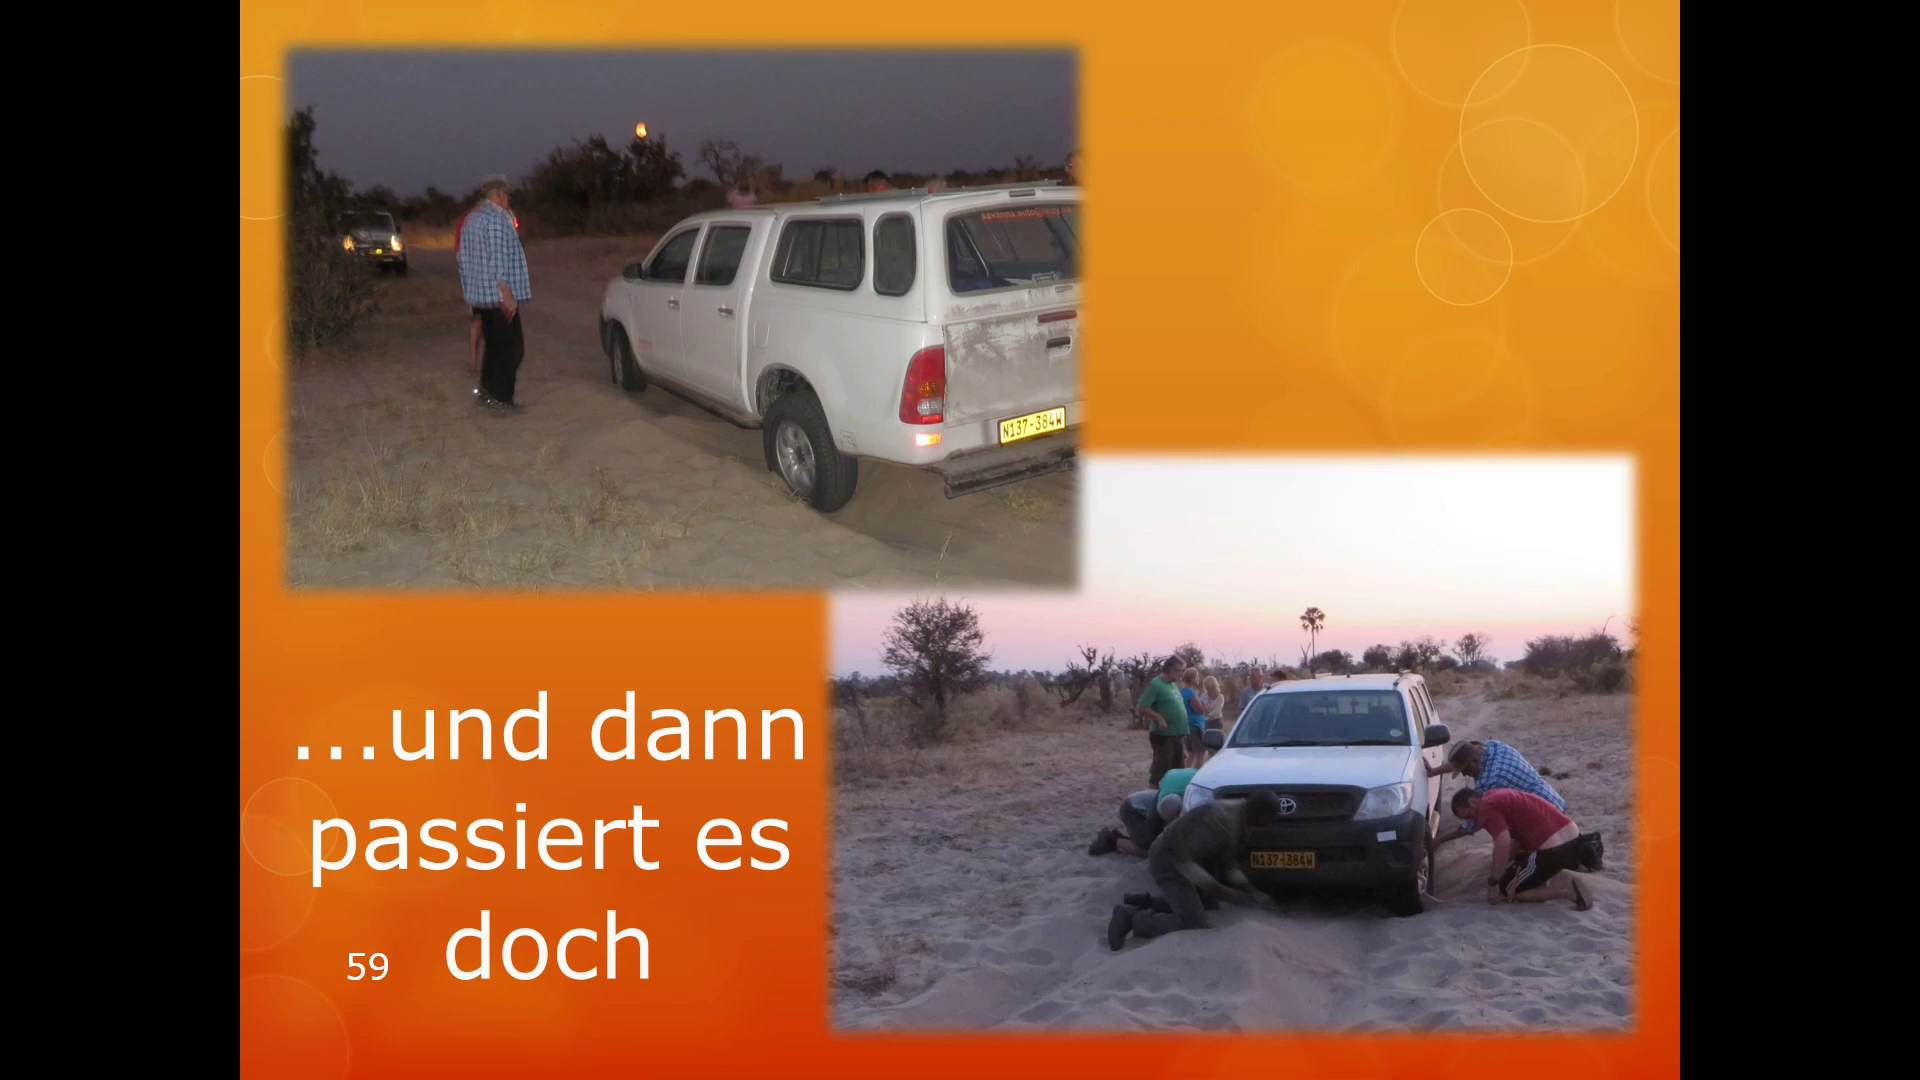 N137-384W
N137-384W
...und dann
passiert es
doch
59